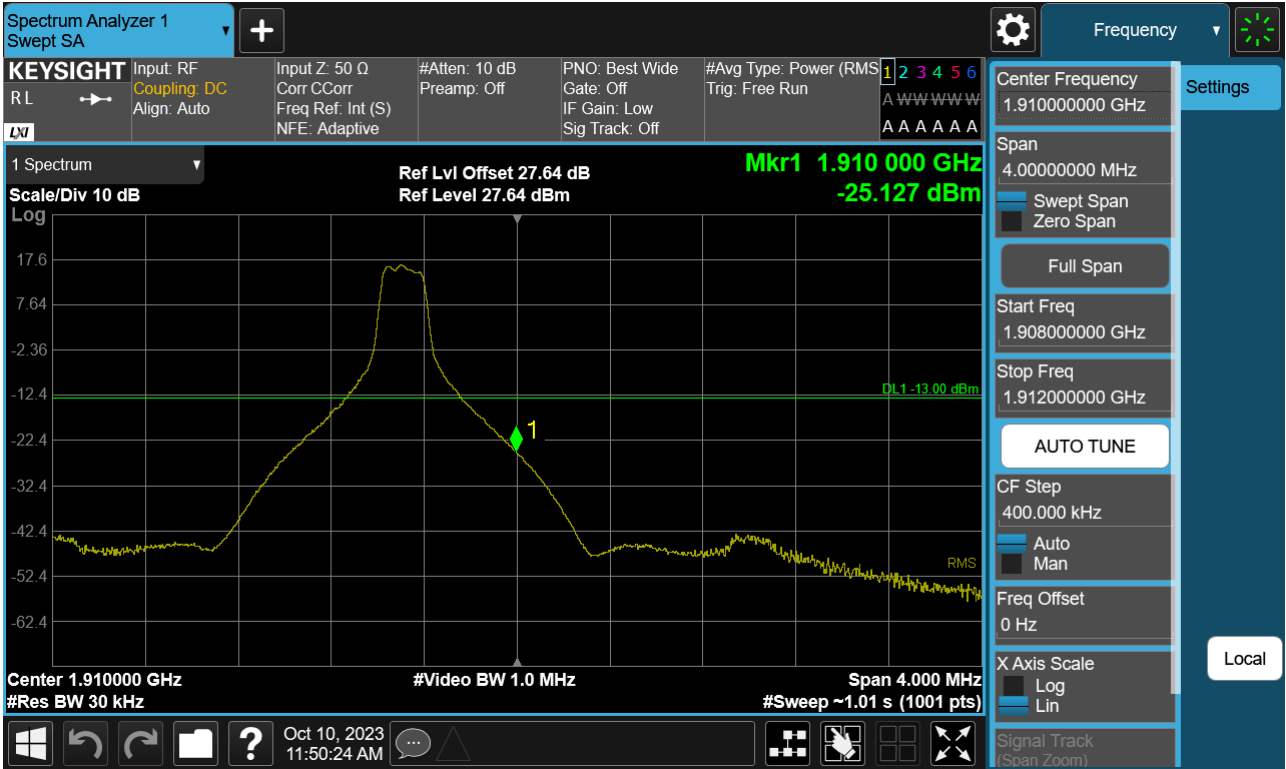 Spectrum Analyzer 1
Swept SA
Frequency
KEYSIGHT
R L
LXI
Input: RF
Coupling: DC
Align: Auto
Input Z: 50 Ω
Corr CCorr
Freq Ref: Int (S)
NFE: Adaptive
#Atten: 10 dB
Preamp: Off
PNO: Best Wide
Gate: Off
IF Gain: Low
Sig Track: Off
#Avg Type: Power (RMS
Trig: Free Run
1 2 3 4 5 6
A W W W W W
A A A A A A
1 Spectrum
Scale/Div 10 dB
Log
Ref Lvl Offset 27.64 dB
Ref Level 27.64 dBm
Mkr1 1.910 000 GHz
-25.127 dBm
17.6
7.64
-2.36
-12.4
-22.4
-32.4
-42.4
-52.4
-62.4
DL1 -13.00 dBm
1
RMS
Center 1.910000 GHz
#Video BW 1.0 MHz
Span 4.000 MHz
#Res BW 30 kHz
#Sweep ~1.01 s (1001 pts)
Center Frequency
1.910000000 GHz
Settings
Span
4.00000000 MHz
Swept Span
Zero Span
Full Span
Start Freq
1.908000000 GHz
Stop Freq
1.912000000 GHz
AUTO TUNE
CF Step
400.000 kHz
Auto
Man
Freq Offset
0 Hz
X Axis Scale
Log
Lin
Local
Signal Track
(Span Zoom)
?
Oct 10, 2023
11:50:24 AM